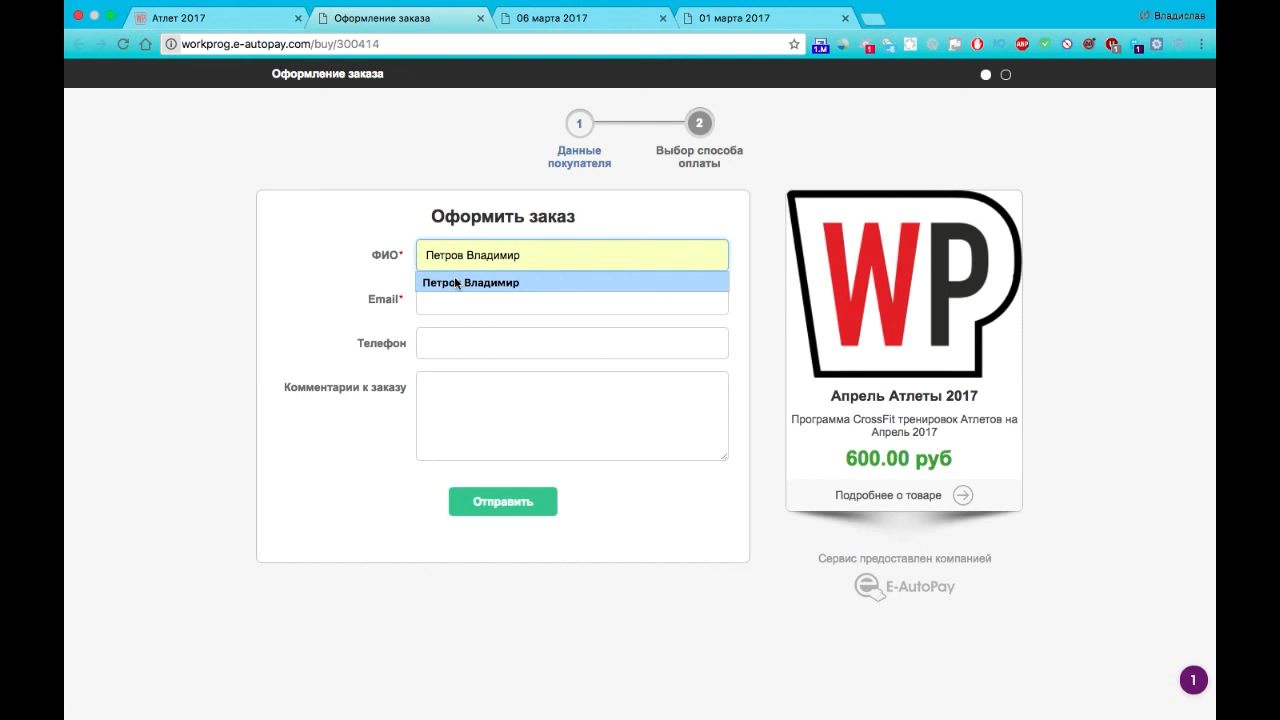 Атлет 2017
Оформление заказа
06 марта 2017
01 марта 2017
Владислав
workprog.e-autopay.com/buy/300414
Оформление заказа
1
2
Данные
покупателя
Выбор способа
оплаты
Оформить заказ
ФИО*
Петров Владимир
Петров Владимир
Email*
Телефон
Комментарии к заказу
Отправить
WP
Апрель Атлеты 2017
Программа CrossFit тренировок Атлетов на
Апрель 2017
600.00 руб
Подробнее о товаре
Сервис предоставлен компанией
E-AutoPay
1